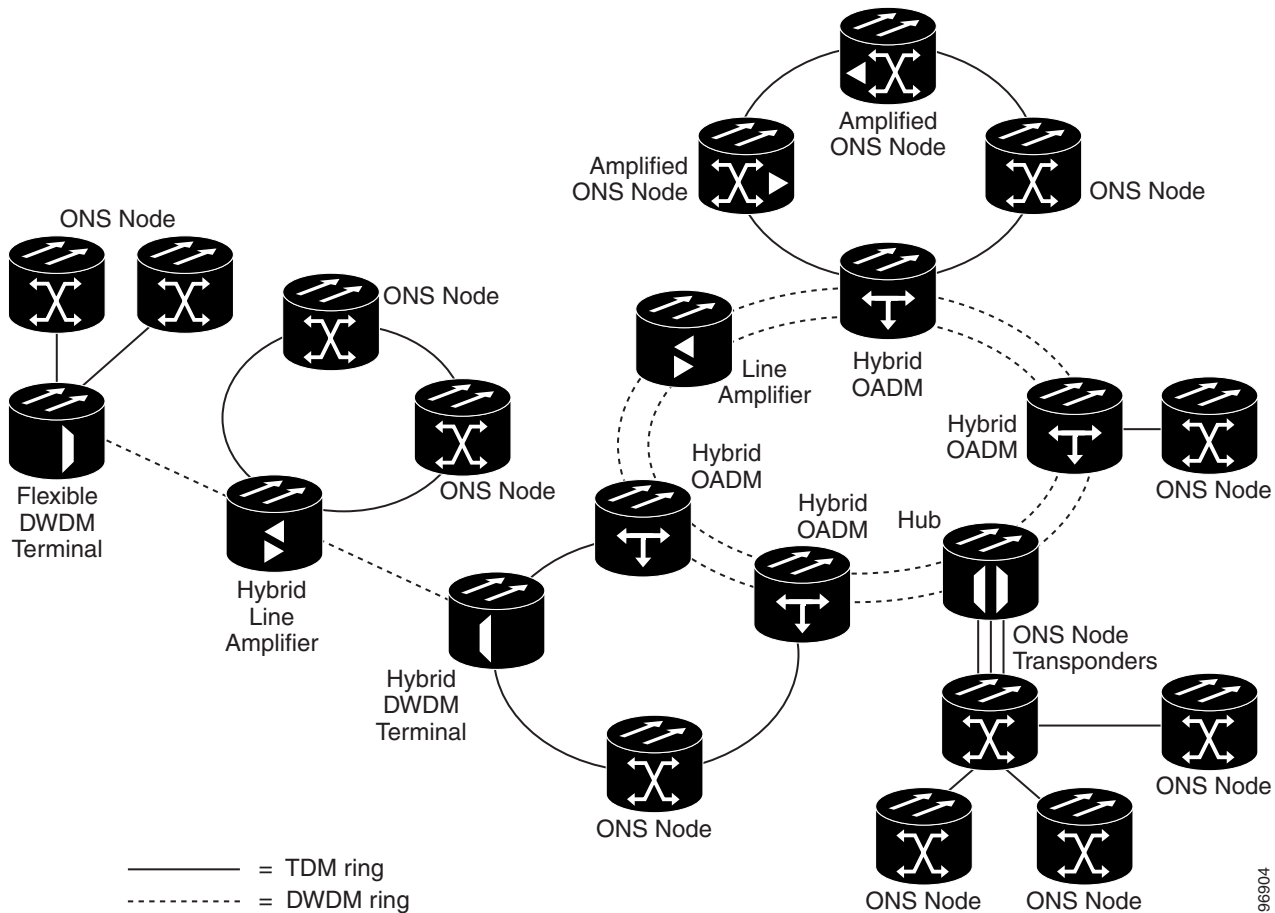 Amplified
ONS Node
Amplified
ONS Node
ONS Node
ONS Node
ONS Node
Line
Amplifier
Hybrid
OADM
Hybrid
OADM
ONS Node
ONS Node
Flexible
DWDM
Terminal
Hybrid
OADM
Hybrid
OADM
Hub
Hybrid
Line
Amplifier
ONS Node
Transponders
Hybrid
DWDM
Terminal
ONS Node
ONS Node
ONS Node
ONS Node
= TDM ring
= DWDM ring
96904